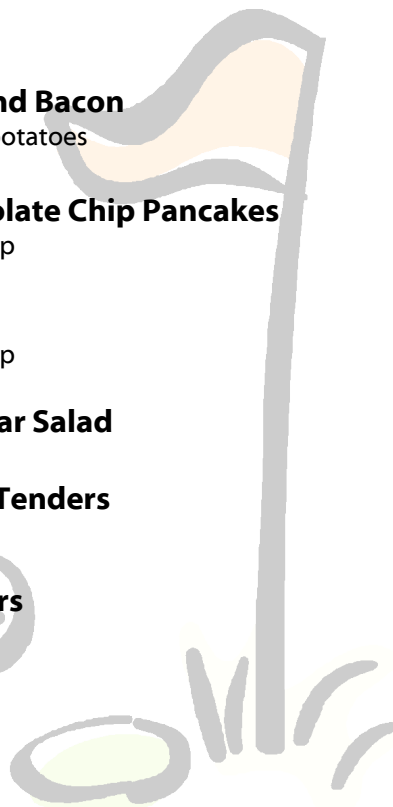 nd Bacon
otatoes
olate Chip Pancakes
p
p
ar Salad
Tenders
rs